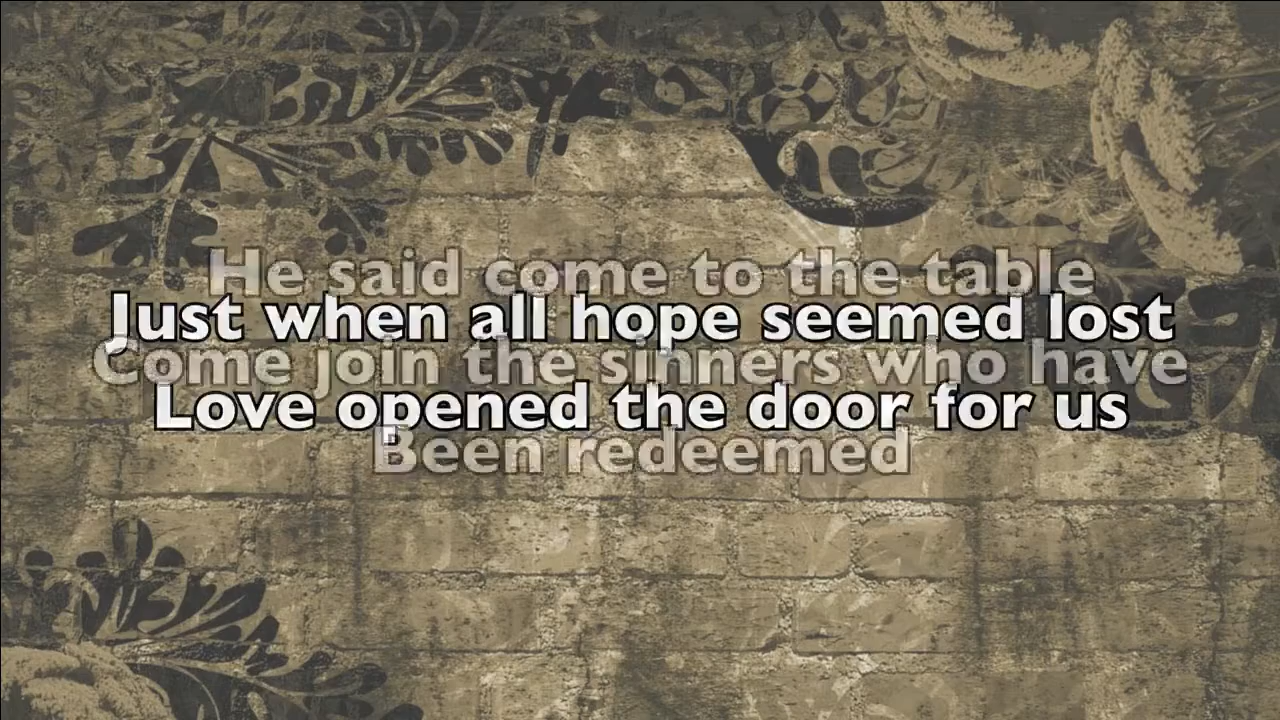 He said come to the table
Just when all hope seemed lost
Come join the sinners who have
Love opened the door for us
Been redeemed